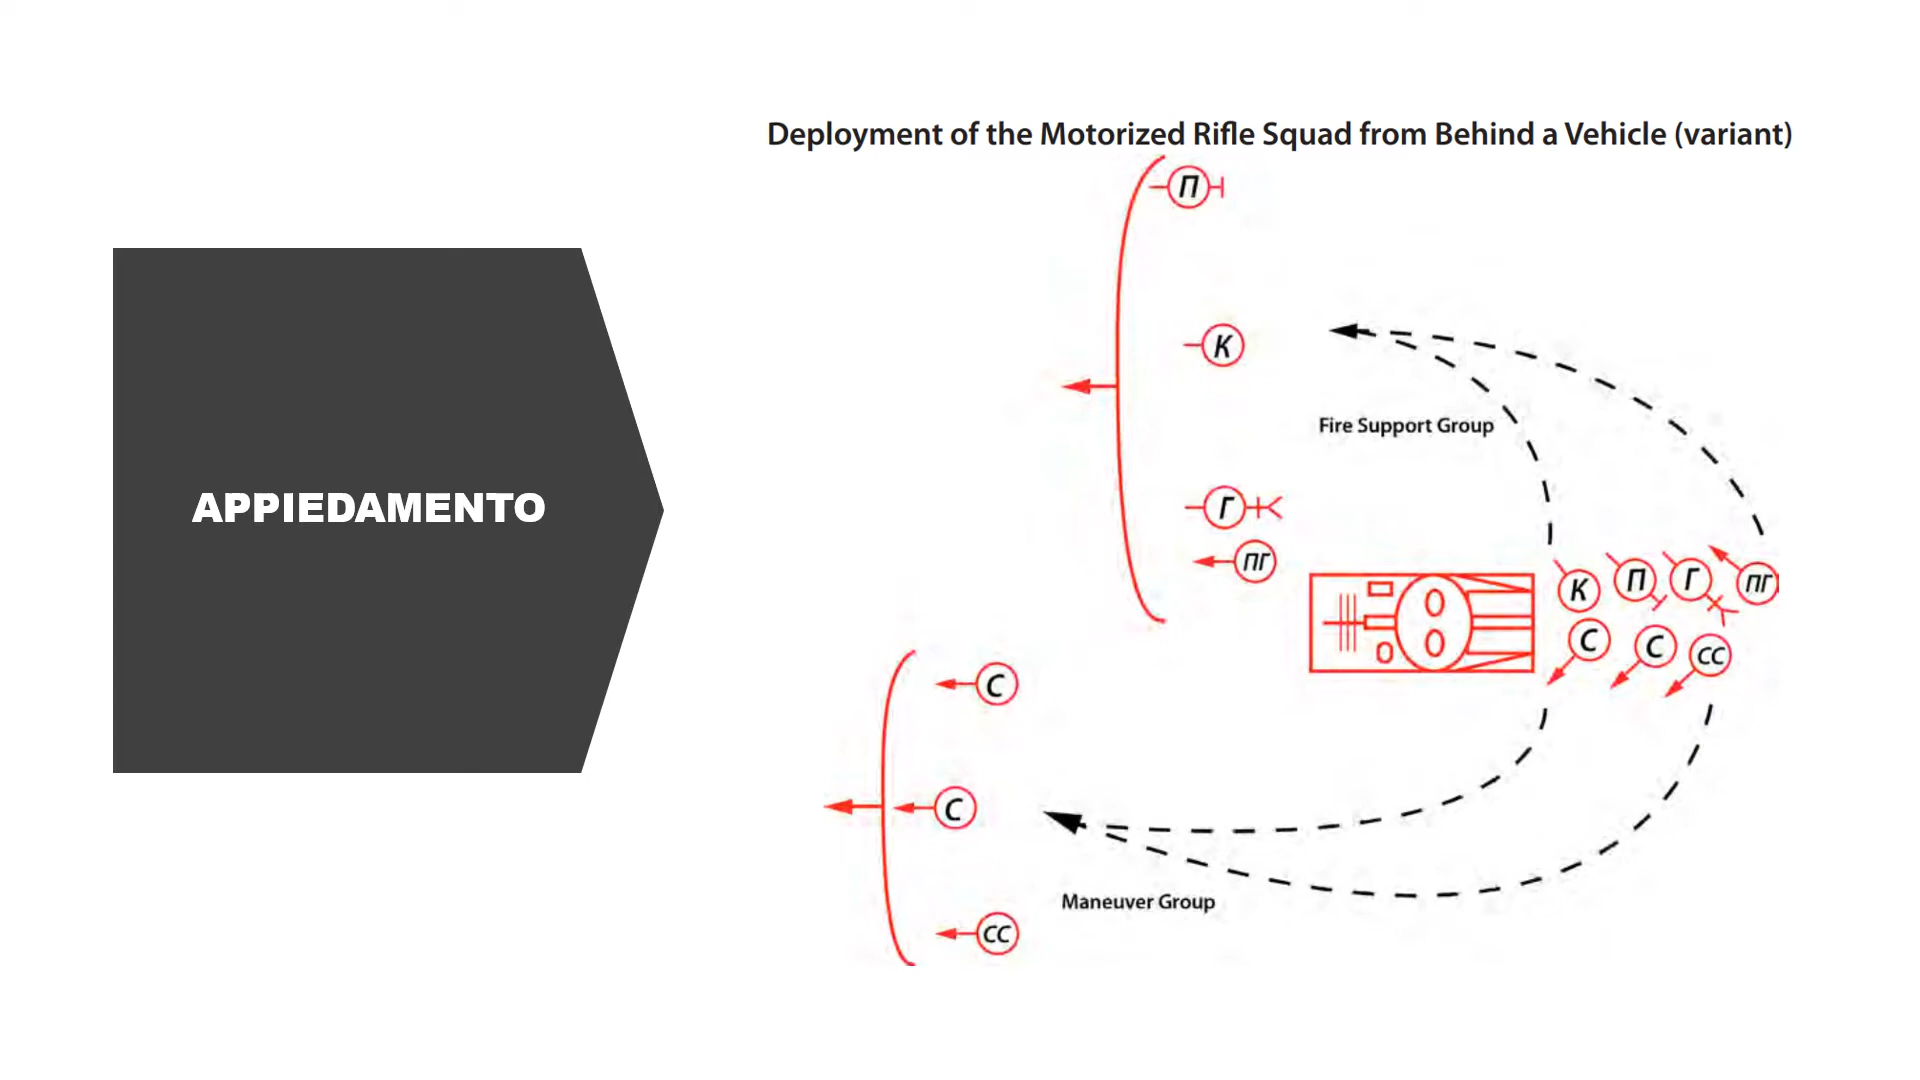 Deployment of the Motorized Rifle Squad from Behind a Vehicle (variant)
П
К
Fire Support Group
APPIEDAMENTO
Г
ПГ
К
П
Г
ПГ
С
С
СС
С
С
Maneuver Group
СС